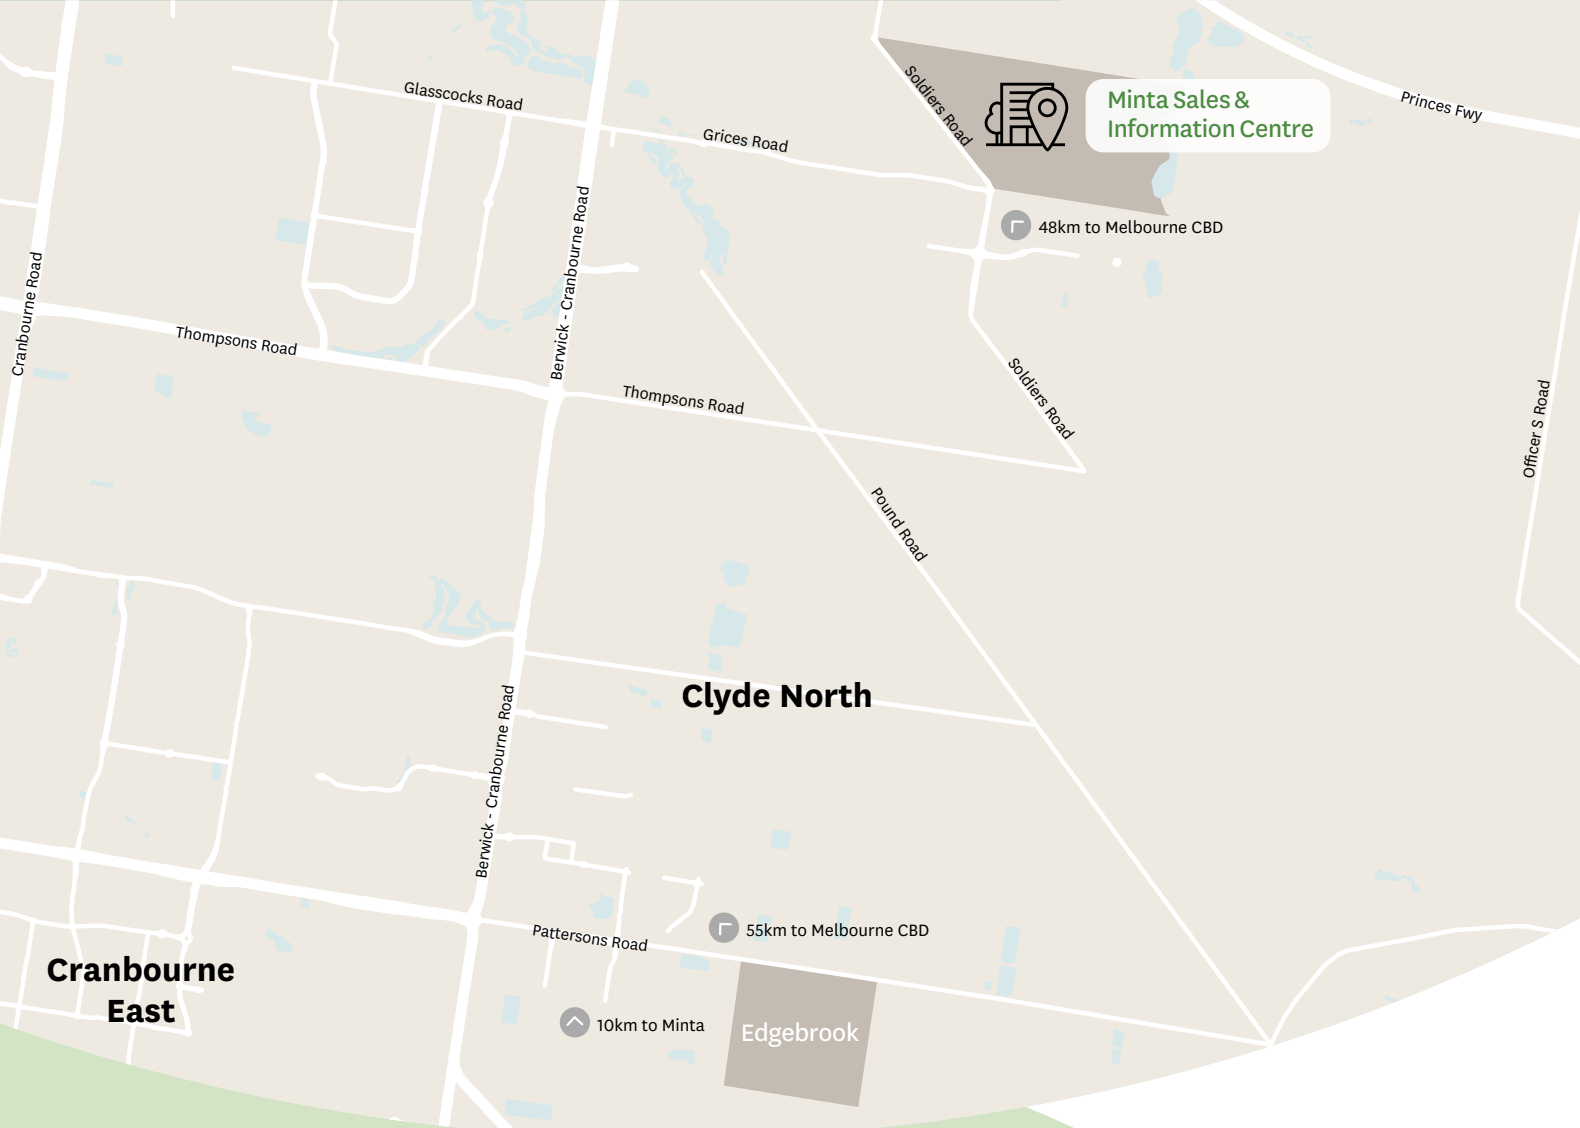 Glasscocks Road
Grices Road
Soldiers Road
Minta Sales &
Information Centre
Princes Fwy
48km to Melbourne CBD
Berwick - Cranbourne Road
Cranbourne Road
Thompsons Road
Thompsons Road
Soldiers Road
Officer S Road
Pound Road
Clyde North
Berwick - Cranbourne Road
Pattersons Road
55km to Melbourne CBD
Cranbourne
East
10km to Minta
Edgebrook